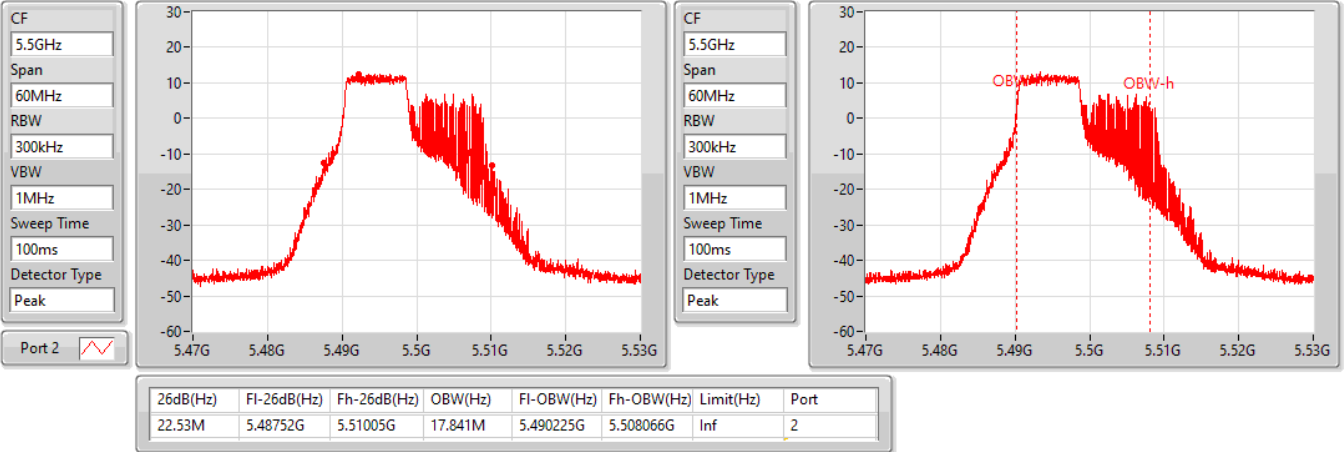 CF
5.5GHz
Span
60MHz
RBW
300kHz
VBW
1MHz
Sweep Time
100ms
Detector Type
Peak
Port 2
30
20
10
0
-10
-20
-30
-40
-50
-60
5.47G 5.48G 5.49G 5.5G 5.51G 5.52G 5.53G
CF
5.5GHz
Span
60MHz
RBW
300kHz
VBW
1MHz
Sweep Time
100ms
Detector Type
Peak
30
20
10
0
-10
-20
-30
-40
-50
-60
OBW-h
5.47G 5.48G 5.49G 5.5G 5.51G 5.52G 5.53G
26dB(Hz) Fl-26dB(Hz) Fh-26dB(Hz) OBW(Hz) Fl-OBW(Hz) Fh-OBW(Hz) Limit(Hz) Port
22.53M 5.48752G 5.51005G 17.841M 5.490225G 5.508066G Inf 2